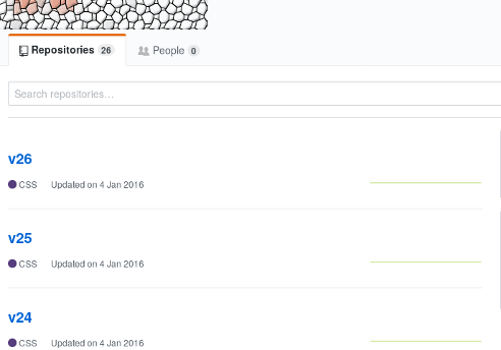 Repositories 26 People 0
Search repositories...
v26
CSS Updated on 4 Jan 2016
v25
CSS Updated on 4 Jan 2016
v24
CSS Updated on 4 Jan 2016